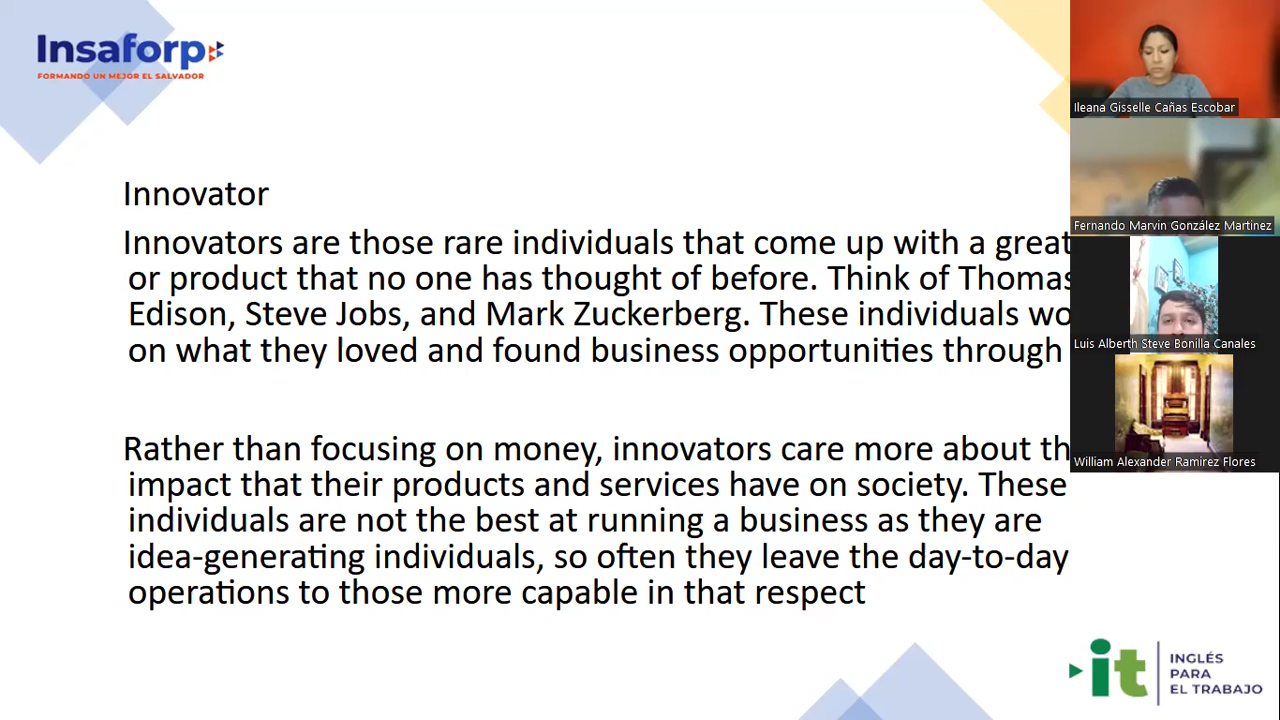 Insaforp
FORMANDO UN MEJOR EL SALVADOR
Innovator
Innovators are those rare individuals that come up with a great
or product that no one has thought of before. Think of Thomas
Edison, Steve Jobs, and Mark Zuckerberg. These individuals wo
on what they loved and found business opportunities through
Rather than focusing on money, innovators care more about th
impact that their products and services have on society. These
individuals are not the best at running a business as they are
idea-generating individuals, so often they leave the day-to-day
operations to those more capable in that respect
Ileana Gisselle Cañas Escobar
Fernando Marvin González Martinez
Luis Alberth Steve Bonilla Canales
William Alexander Ramirez Flores
it
INGLÉS
PARA
EL TRABAJO